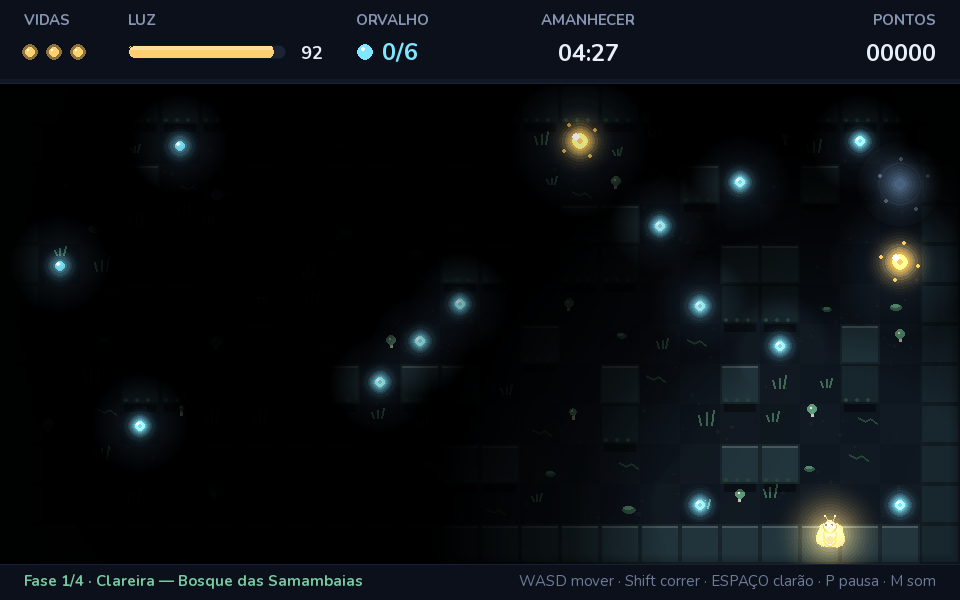 VIDAS LUZ ORVALHO AMANHECER PONTOS
92 0/6 04:27 00000
Fase 1/4 · Clareira — Bosque das Samambaias WASD mover · Shift correr · ESPAÇO clarão · P pausa · M som